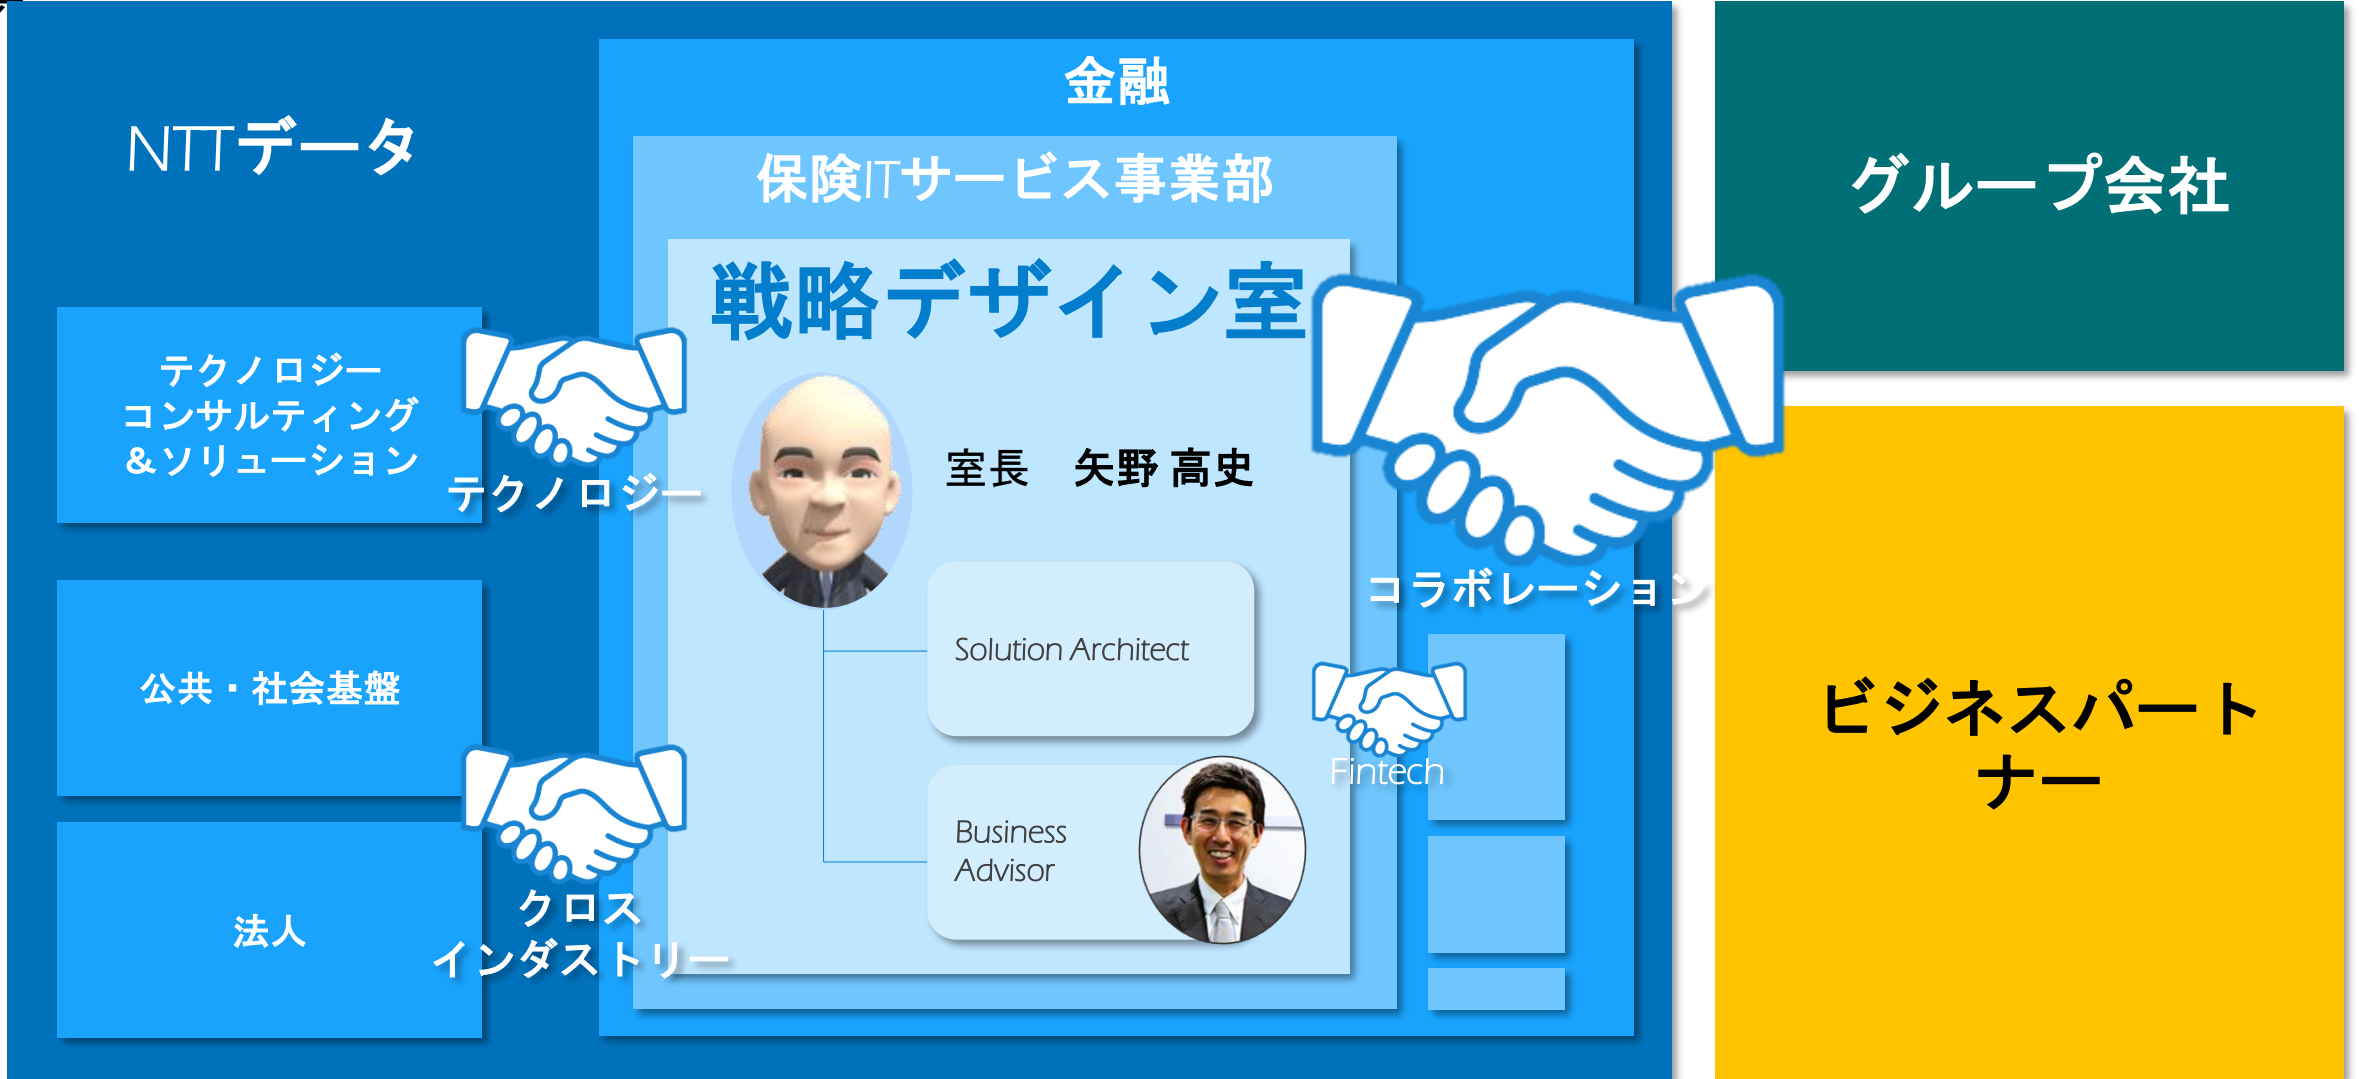 NTTデータ
金融
保険ITサービス事業部
戦略デザイン室
室長　矢野 高史
Solution Architect
Business
Advisor
テクノロジー
コンサルティング
＆ソリューション
テクノロジー
公共・社会基盤
法人
クロス
インダストリー
コラボレーション
Fintech
グループ会社
ビジネスパート
ナー